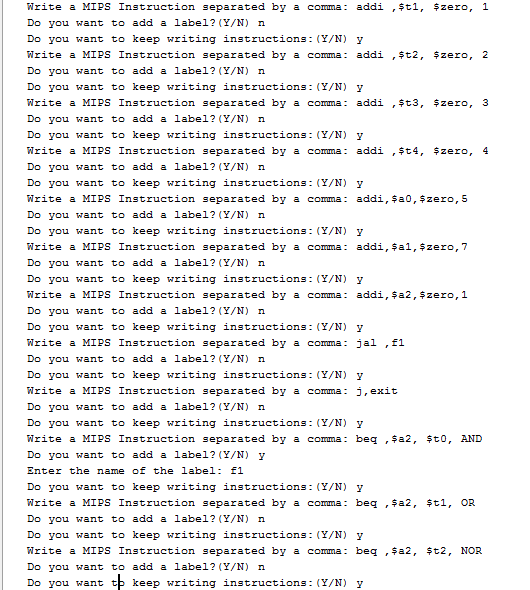 Write a MIPS Instruction separated by a comma: addi ,$t1, $zero, 1
Do you want to add a label?(Y/N) n
Do you want to keep writing instructions:(Y/N) y
Write a MIPS Instruction separated by a comma: addi ,$t2, $zero, 2
Do you want to add a label?(Y/N) n
Do you want to keep writing instructions:(Y/N) y
Write a MIPS Instruction separated by a comma: addi ,$t3, $zero, 3
Do you want to add a label?(Y/N) n
Do you want to keep writing instructions:(Y/N) y
Write a MIPS Instruction separated by a comma: addi ,$t4, $zero, 4
Do you want to add a label?(Y/N) n
Do you want to keep writing instructions:(Y/N) y
Write a MIPS Instruction separated by a comma: addi,$a0,$zero,5
Do you want to add a label?(Y/N) n
Do you want to keep writing instructions:(Y/N) y
Write a MIPS Instruction separated by a comma: addi,$a1,$zero,7
Do you want to add a label?(Y/N) n
Do you want to keep writing instructions:(Y/N) y
Write a MIPS Instruction separated by a comma: addi,$a2,$zero,1
Do you want to add a label?(Y/N) n
Do you want to keep writing instructions:(Y/N) y
Write a MIPS Instruction separated by a comma: jal ,f1
Do you want to add a label?(Y/N) n
Do you want to keep writing instructions:(Y/N) y
Write a MIPS Instruction separated by a comma: j,exit
Do you want to add a label?(Y/N) n
Do you want to keep writing instructions:(Y/N) y
Write a MIPS Instruction separated by a comma: beq ,$a2, $t0, AND
Do you want to add a label?(Y/N) y
Enter the name of the label: f1
Do you want to keep writing instructions:(Y/N) y
Write a MIPS Instruction separated by a comma: beq ,$a2, $t1, OR
Do you want to add a label?(Y/N) n
Do you want to keep writing instructions:(Y/N) y
Write a MIPS Instruction separated by a comma: beq ,$a2, $t2, NOR
Do you want to add a label?(Y/N) n
Do you want to keep writing instructions:(Y/N) y